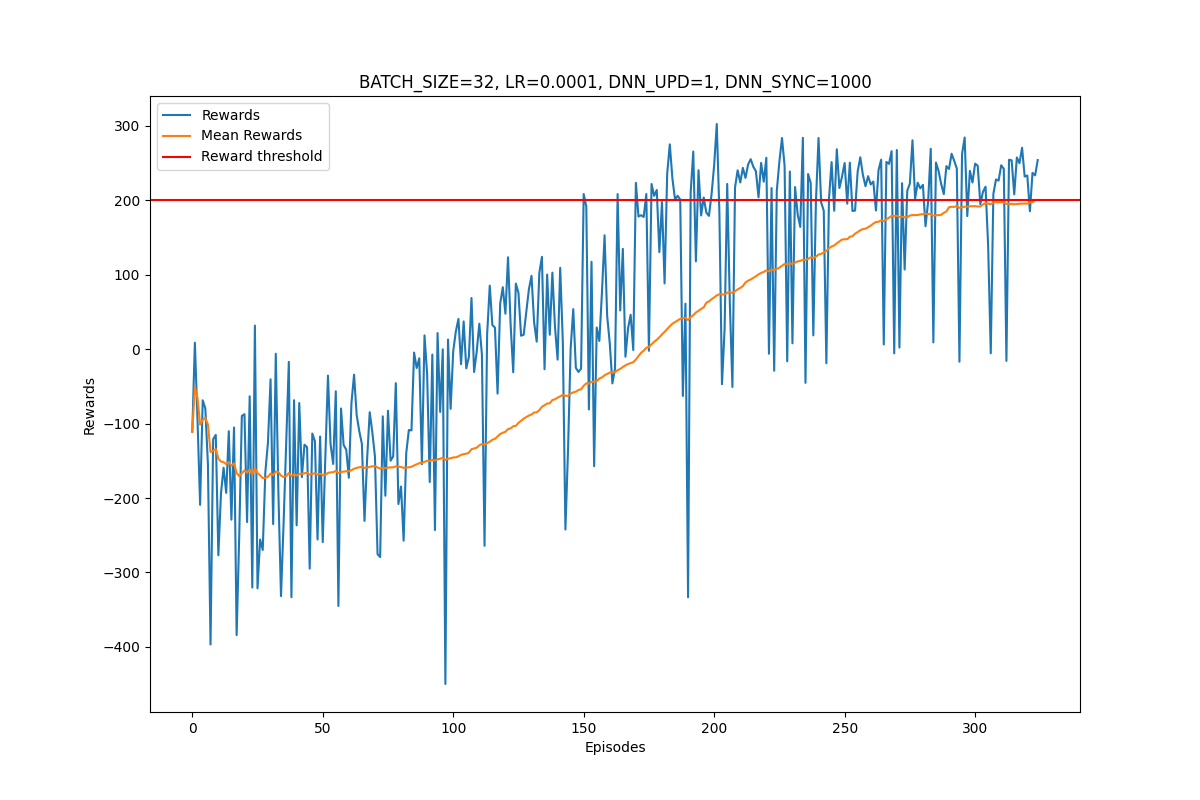 BATCH_SIZE=32, LR=0.0001, DNN_UPD=1, DNN_SYNC=1000
Rewards
Mean Rewards
Reward threshold
300
200
100
0
−100
−200
−300
−400
Rewards
0
50
100
150
200
250
300
Episodes